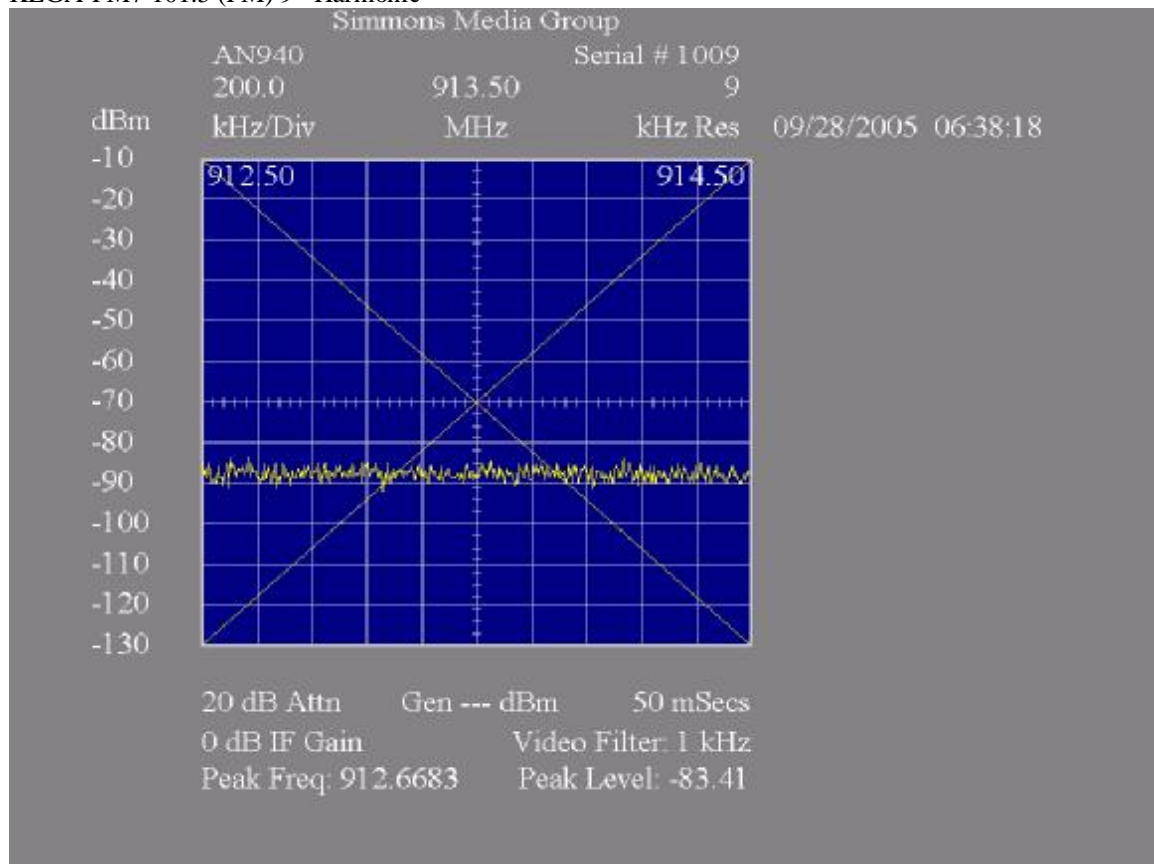 Simmons Media Group
AN940 Serial # 1009
200.0 913.50 9
dBm kHz/Div MHz kHz Res 09/28/2005 06:38:18
-10
912.50 914.50
-20
-30
-40
-50
-60
-70
-80
-90
-100
-110
-120
-130
20 dB Attn Gen --- dBm 50 mSecs
0 dB IF Gain Video Filter: 1 kHz
Peak Freq: 912.6683 Peak Level: -83.41